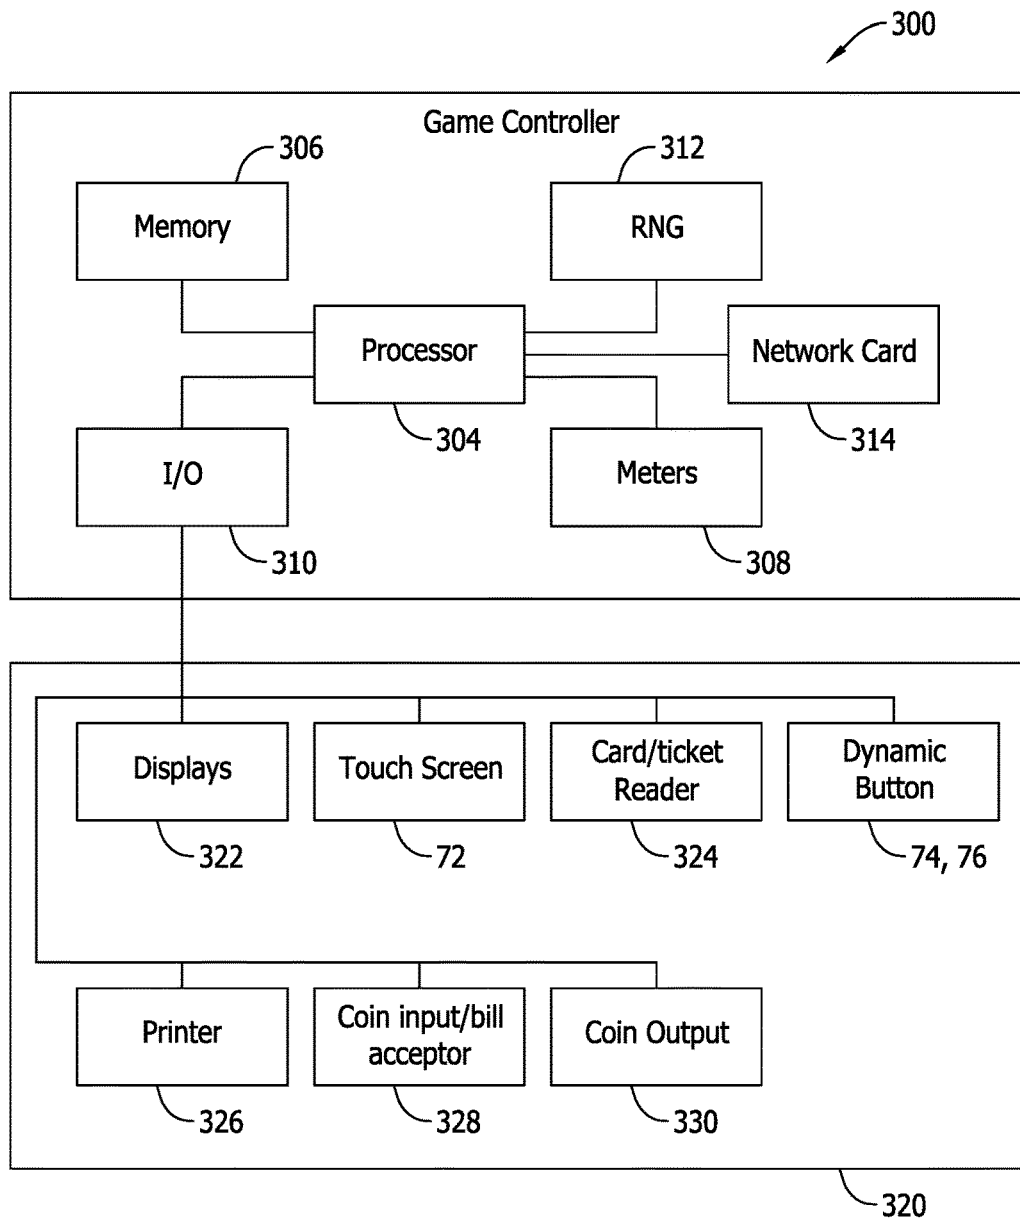 300
Game Controller
306
312
Memory
RNG
Processor
Network Card
304
314
I/O
Meters
310
308
Displays
Touch Screen
Card/ticket
Reader
Dynamic
Button
322
72
324
74, 76
Printer
Coin input/bill
acceptor
Coin Output
326
328
330
320